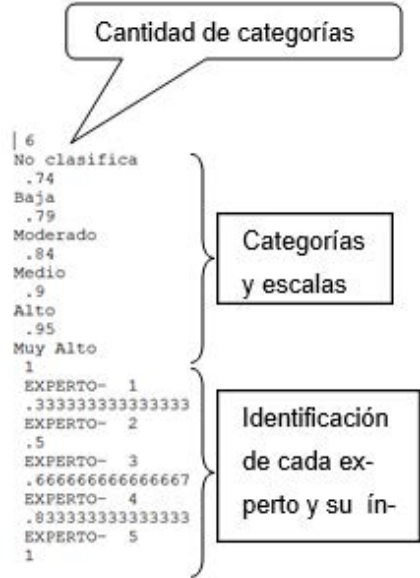 Cantidad de categorías
6
No clasifica
.74
Baja
.79
Moderado
.84
Medio
.9
Alto
.95
Muy Alto
1
EXPERTO- 1
.333333333333333
EXPERTO- 2
.5
EXPERTO- 3
.666666666666667
EXPERTO- 4
.833333333333333
EXPERTO- 5
1
Categorías
y escalas
Identificación
de cada ex-
perto y su ín-